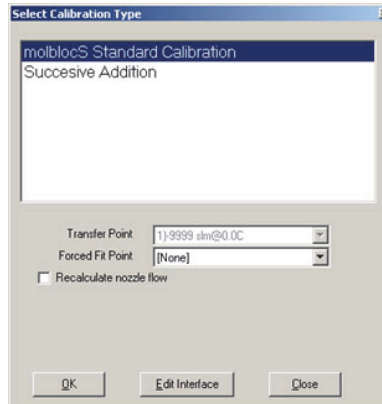 Select Calibration Type
molblocS Standard Calibration
Succesive Addition
Transfer Point 1)-9999 slm@0.0C
Forced Fit Point [None]
Recalculate nozzle flow
OK Edit Interface Close